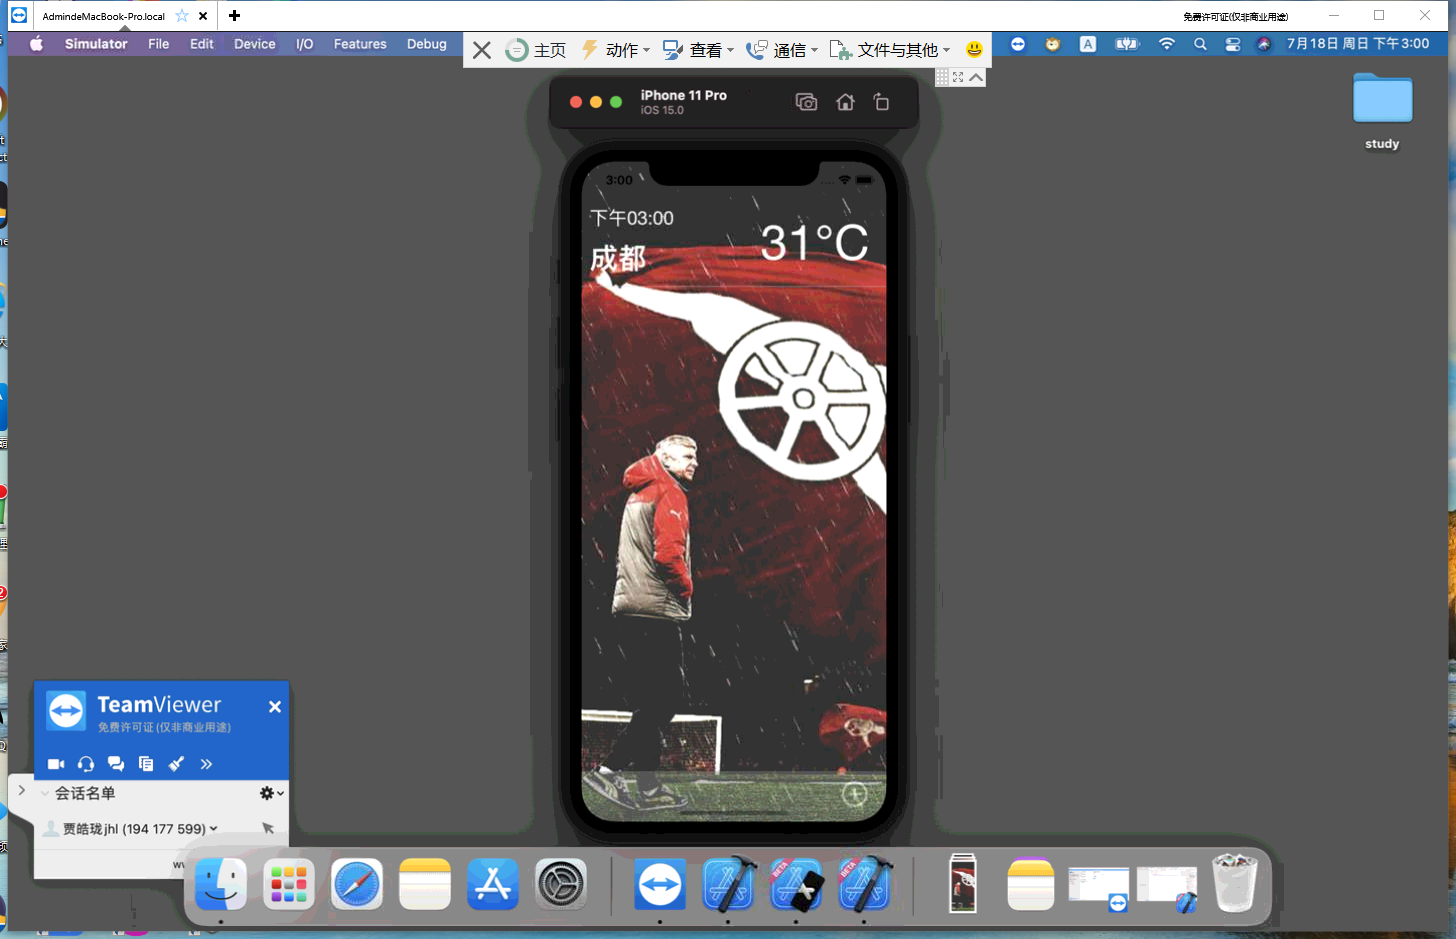 AdmindeMacBook-Pro.local
免费许可证(仅非商业用途)
Simulator File Edit Device I/O Features Debug
主页 动作 查看 通信 文件与其他
A
7月18日 周日 下午3:00
iPhone 11 Pro
iOS 15.0
study
3:00
下午03:00
31°C
成都
TeamViewer
免费许可证(仅非商业用途)
会话名单
贾皓珑jhl (194 177 599)
BETA
BETA